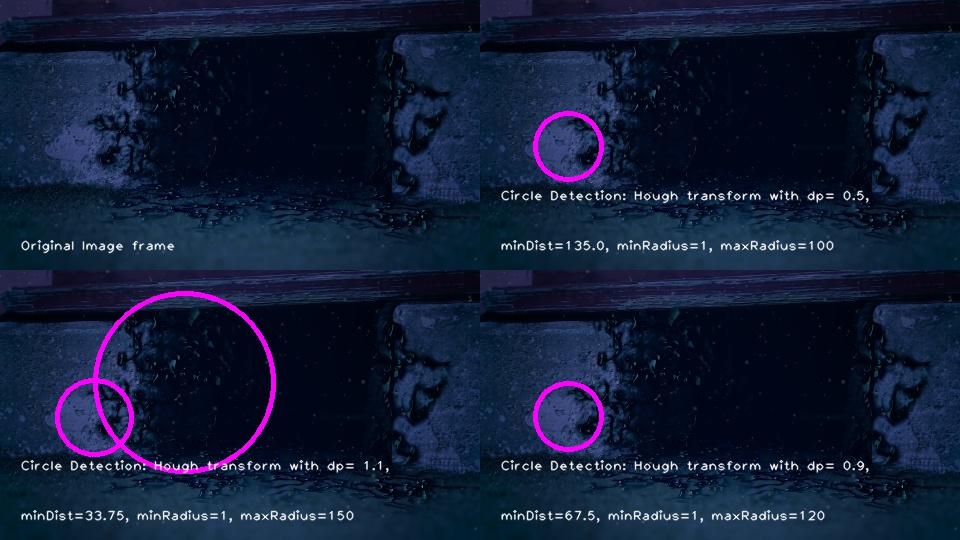 Original Image frame
Circle Detection: Hough transform with dp= 0.5,
minDist=135.0, minRadius=1, maxRadius=100
Circle Detection: Hough transform with dp= 1.1,
minDist=33.75, minRadius=1, maxRadius=150
Circle Detection: Hough transform with dp= 0.9,
minDist=67.5, minRadius=1, maxRadius=120